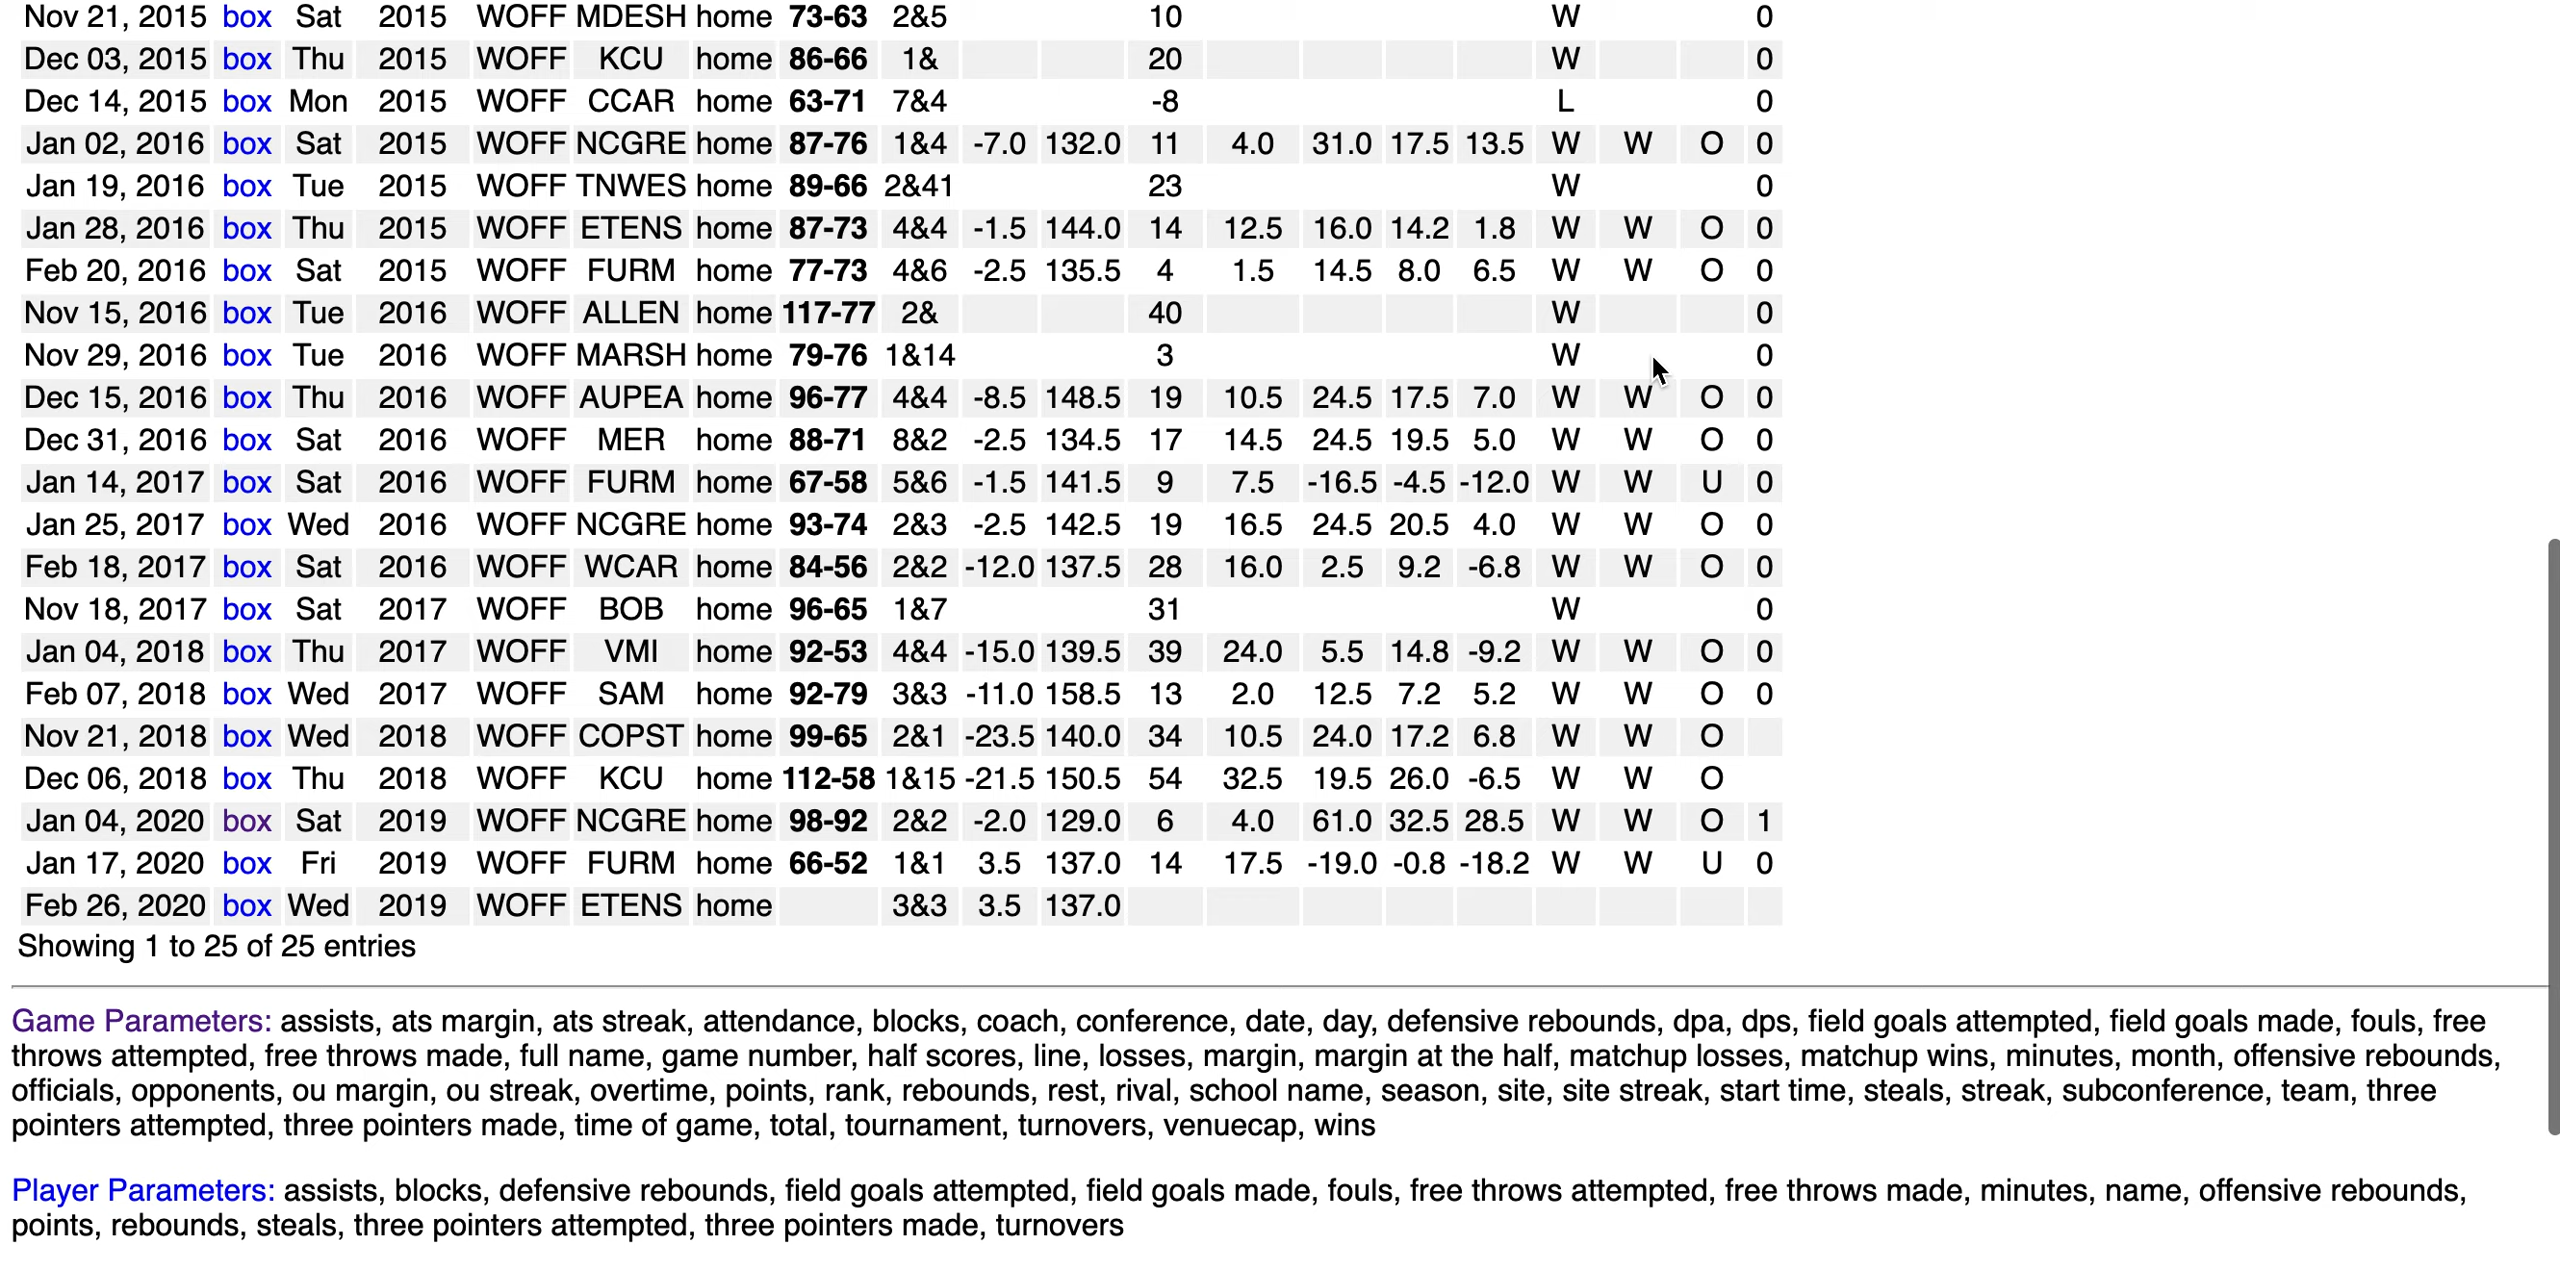 Nov 21, 2015 box Sat 2015 WOFF MDESH home 73-63 2&5 10 W 0
Dec 03, 2015 box Thu 2015 WOFF KCU home 86-66 1& 20 W 0
Dec 14, 2015 box Mon 2015 WOFF CCAR home 63-71 7&4 -8 L 0
Jan 02, 2016 box Sat 2015 WOFF NCGRE home 87-76 1&4 -7.0 132.0 11 4.0 31.0 17.5 13.5 W W O 0
Jan 19, 2016 box Tue 2015 WOFF TNWES home 89-66 2&41 23 W 0
Jan 28, 2016 box Thu 2015 WOFF ETENS home 87-73 4&4 -1.5 144.0 14 12.5 16.0 14.2 1.8 W W O 0
Feb 20, 2016 box Sat 2015 WOFF FURM home 77-73 4&6 -2.5 135.5 4 1.5 14.5 8.0 6.5 W W O 0
Nov 15, 2016 box Tue 2016 WOFF ALLEN home 117-77 2& 40 W 0
Nov 29, 2016 box Tue 2016 WOFF MARSH home 79-76 1&14 3 W 0
Dec 15, 2016 box Thu 2016 WOFF AUPEA home 96-77 4&4 -8.5 148.5 19 10.5 24.5 17.5 7.0 W W O 0
Dec 31, 2016 box Sat 2016 WOFF MER home 88-71 8&2 -2.5 134.5 17 14.5 24.5 19.5 5.0 W W O 0
Jan 14, 2017 box Sat 2016 WOFF FURM home 67-58 5&6 -1.5 141.5 9 7.5 -16.5 -4.5 -12.0 W W U 0
Jan 25, 2017 box Wed 2016 WOFF NCGRE home 93-74 2&3 -2.5 142.5 19 16.5 24.5 20.5 4.0 W W O 0
Feb 18, 2017 box Sat 2016 WOFF WCAR home 84-56 2&2 -12.0 137.5 28 16.0 2.5 9.2 -6.8 W W O 0
Nov 18, 2017 box Sat 2017 WOFF BOB home 96-65 1&7 31 W 0
Jan 04, 2018 box Thu 2017 WOFF VMI home 92-53 4&4 -15.0 139.5 39 24.0 5.5 14.8 -9.2 W W O 0
Feb 07, 2018 box Wed 2017 WOFF SAM home 92-79 3&3 -11.0 158.5 13 2.0 12.5 7.2 5.2 W W O 0
Nov 21, 2018 box Wed 2018 WOFF COPST home 99-65 2&1 -23.5 140.0 34 10.5 24.0 17.2 6.8 W W O
Dec 06, 2018 box Thu 2018 WOFF KCU home 112-58 1&15 -21.5 150.5 54 32.5 19.5 26.0 -6.5 W W O
Jan 04, 2020 box Sat 2019 WOFF NCGRE home 98-92 2&2 -2.0 129.0 6 4.0 61.0 32.5 28.5 W W O 1
Jan 17, 2020 box Fri 2019 WOFF FURM home 66-52 1&1 3.5 137.0 14 17.5 -19.0 -0.8 -18.2 W W U 0
Feb 26, 2020 box Wed 2019 WOFF ETENS home 3&3 3.5 137.0
Showing 1 to 25 of 25 entries
Game Parameters: assists, ats margin, ats streak, attendance, blocks, coach, conference, date, day, defensive rebounds, dpa, dps, field goals attempted, field goals made, fouls, free
throws attempted, free throws made, full name, game number, half scores, line, losses, margin, margin at the half, matchup losses, matchup wins, minutes, month, offensive rebounds,
officials, opponents, ou margin, ou streak, overtime, points, rank, rebounds, rest, rival, school name, season, site, site streak, start time, steals, streak, subconference, team, three
pointers attempted, three pointers made, time of game, total, tournament, turnovers, venuecap, wins
Player Parameters: assists, blocks, defensive rebounds, field goals attempted, field goals made, fouls, free throws attempted, free throws made, minutes, name, offensive rebounds,
points, rebounds, steals, three pointers attempted, three pointers made, turnovers